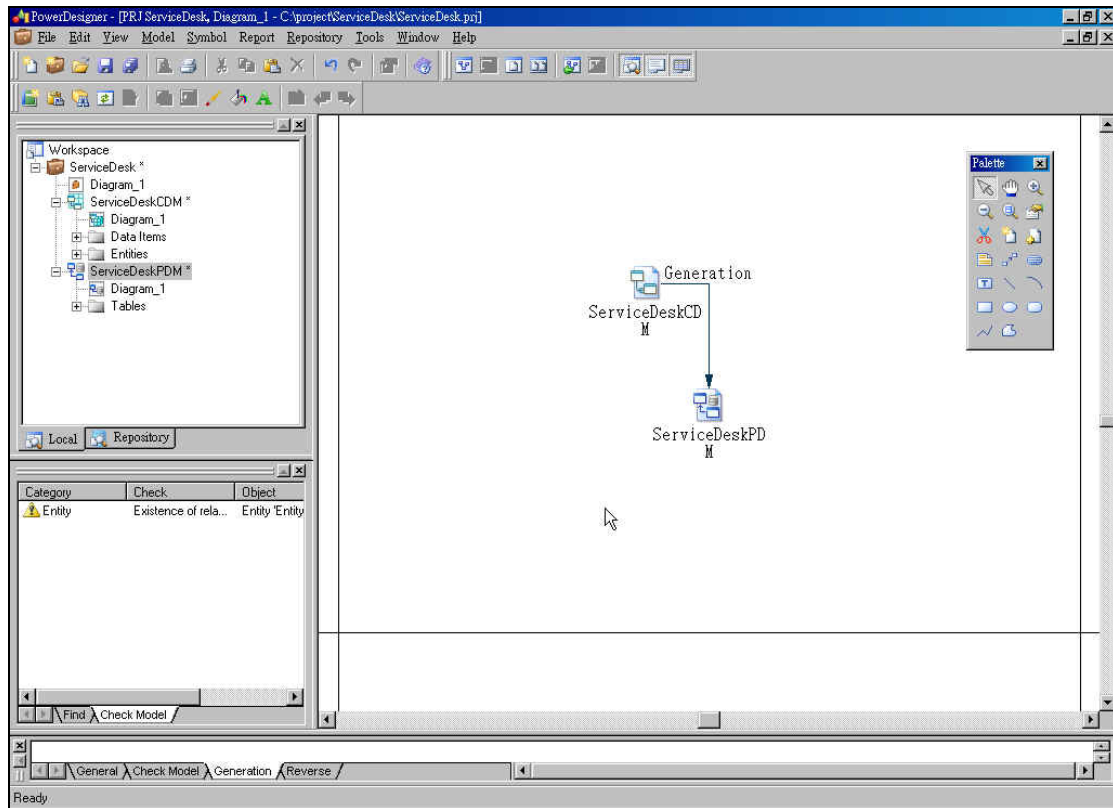 PowerDesigner - [PRJ ServiceDesk, Diagram_1 - C:\project\ServiceDesk\ServiceDesk.prj]
File Edit View Model Symbol Report Repository Tools Window Help
Workspace
ServiceDesk *
Diagram_1
ServiceDeskCDM *
Diagram_1
Data Items
Entities
ServiceDeskPDM *
Diagram_1
Tables
Local Repository
Category Check Object
Entity Existence of rela... Entity 'Entity
Find Check Model
Generation
ServiceDeskCD
M
ServiceDeskPD
M
Palette
General Check Model Generation Reverse
Ready